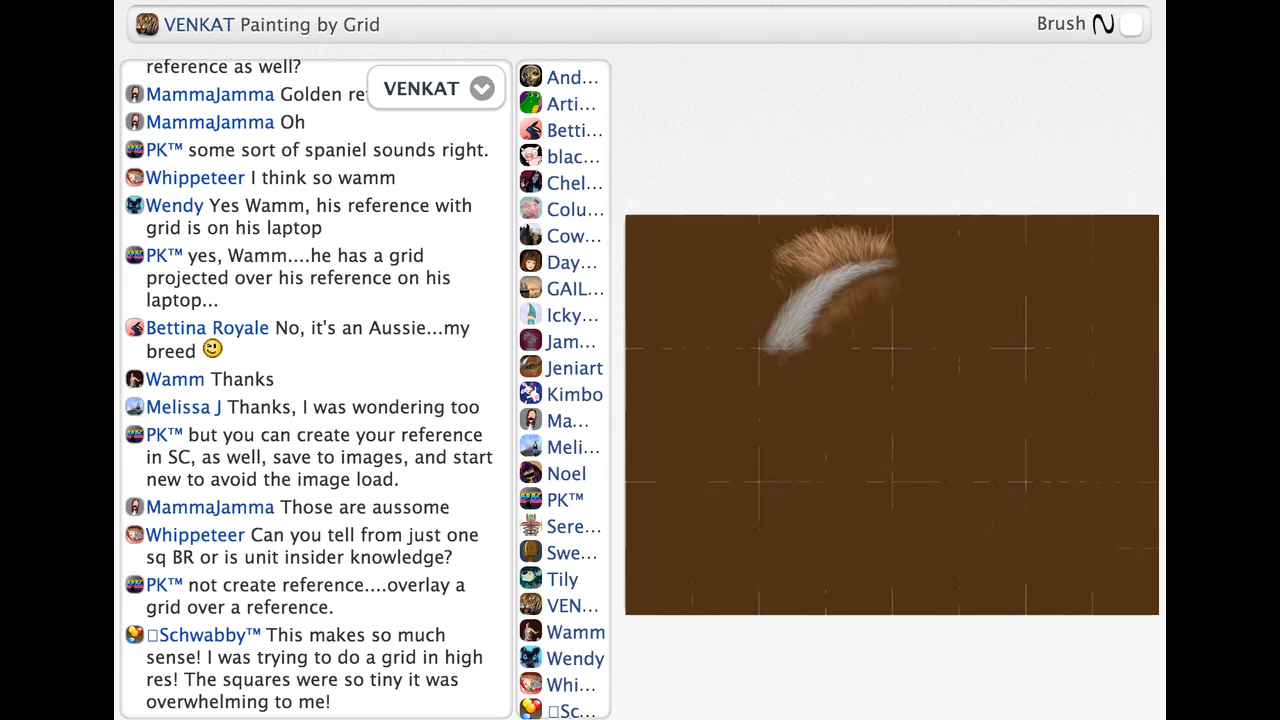 VENKAT Painting by Grid
Brush
reference as well?
VENKAT
MammaJamma Golden re
MammaJamma Oh
PK™ some sort of spaniel sounds right.
Whippeteer I think so wamm
Wendy Yes Wamm, his reference with
grid is on his laptop
PK™ yes, Wamm....he has a grid
projected over his reference on his
laptop...
Bettina Royale No, it's an Aussie...my
breed
Wamm Thanks
Melissa J Thanks, I was wondering too
PK™ but you can create your reference
in SC, as well, save to images, and start
new to avoid the image load.
MammaJamma Those are aussome
Whippeteer Can you tell from just one
sq BR or is unit insider knowledge?
PK™ not create reference....overlay a
grid over a reference.
Schwabby™ This makes so much
sense! I was trying to do a grid in high
res! The squares were so tiny it was
overwhelming to me!
And...
Arti...
Betti...
blac...
Chel...
Colu...
Cow...
Day...
GAIL...
Icky...
Jam...
Jeniart
Kimbo
Ma...
Meli...
Noel
PK™
Sere...
Swe...
Tily
VEN...
Wamm
Wendy
Whi...
Sc...